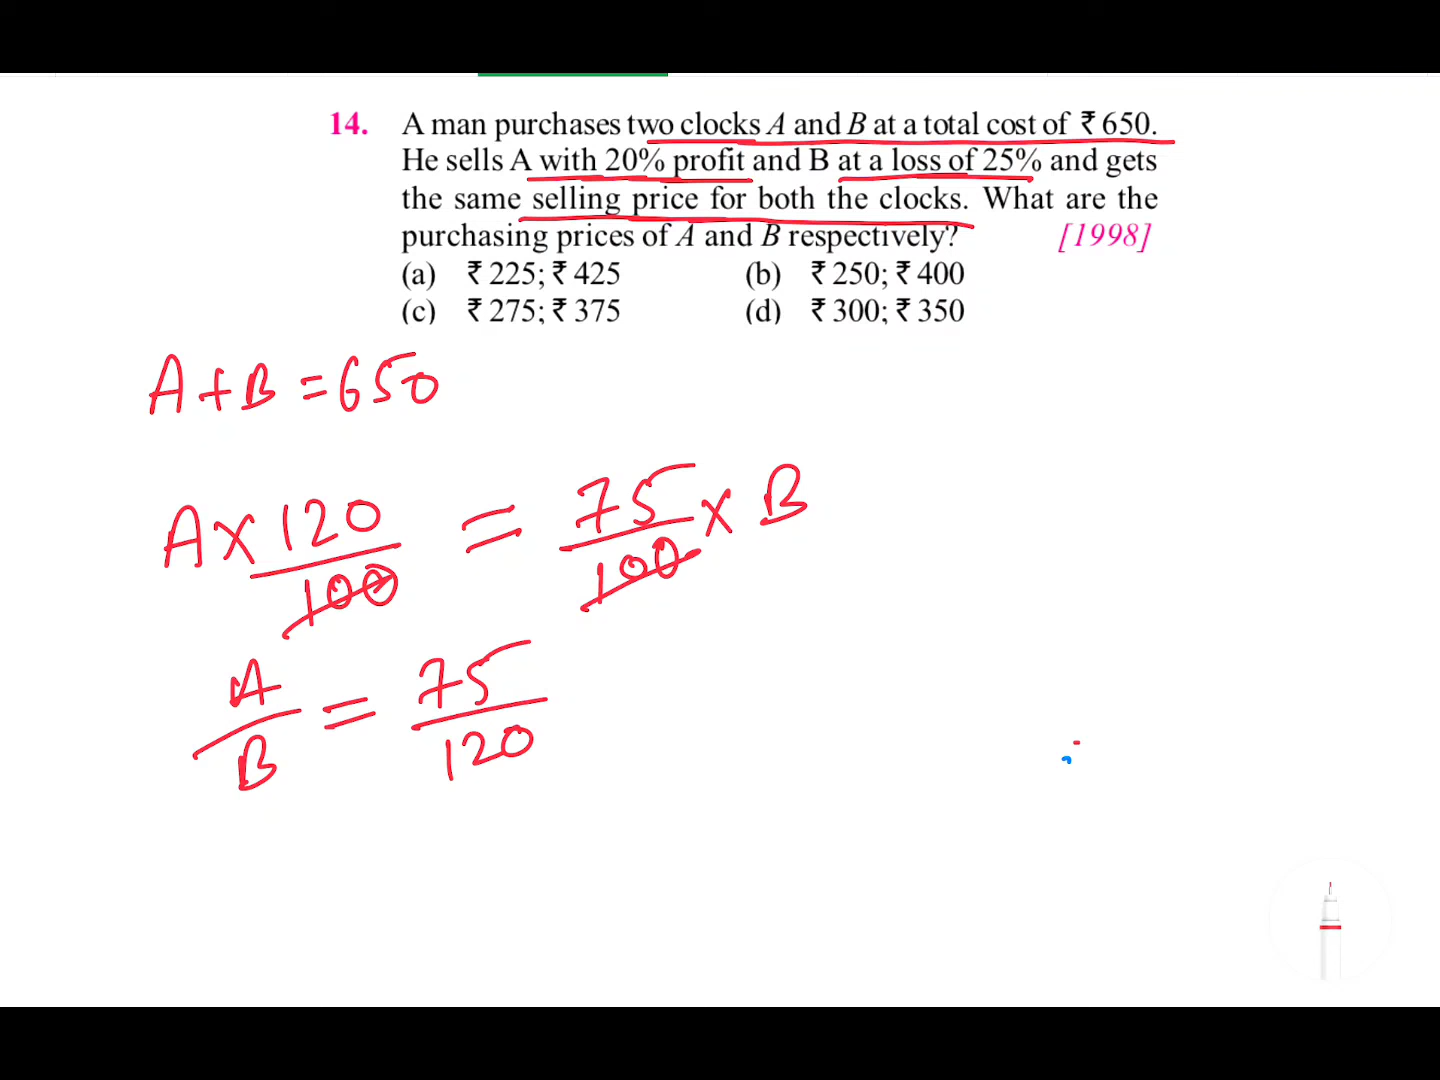 14. A man purchases two clocks A and B at a total cost of ₹ 650.
He sells A with 20% profit and B at a loss of 25% and gets
the same selling price for both the clocks. What are the
purchasing prices of A and B respectively? [1998]
(a) ₹ 225; ₹ 425 (b) ₹ 250; ₹ 400
(c) ₹ 275; ₹ 375 (d) ₹ 300; ₹ 350
A+B=650
A×120/100 = 75/100×B
A/B = 75/120